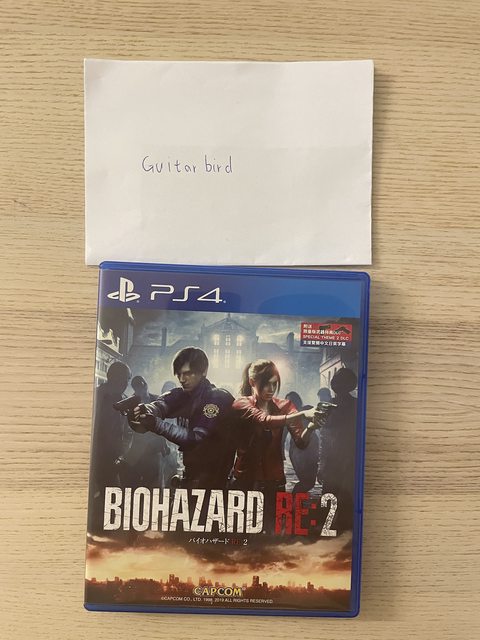 Guitar bird
PS4
SPECIAL THEME 2 DLC
BIOHAZARD RE:2
バイオハザード RE:2
CAPCOM
©CAPCOM CO., LTD. 1998, 2019 ALL RIGHTS RESERVED.